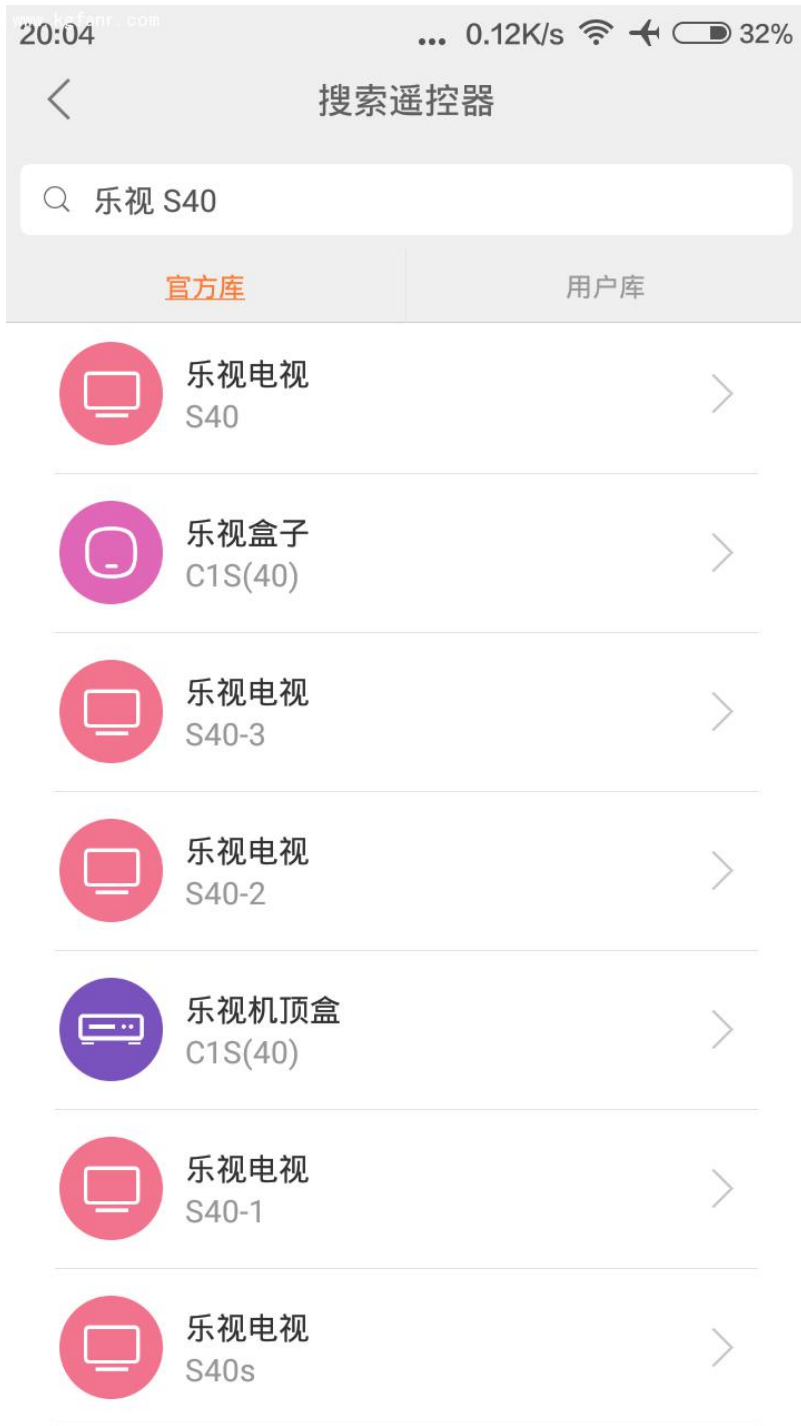 www.kgfanr.com
20:04 ... 0.12K/s 32%
搜索遥控器
乐视 S40
官方库 用户库
乐视电视
S40
乐视盒子
C1S(40)
乐视电视
S40-3
乐视电视
S40-2
乐视机顶盒
C1S(40)
乐视电视
S40-1
乐视电视
S40s